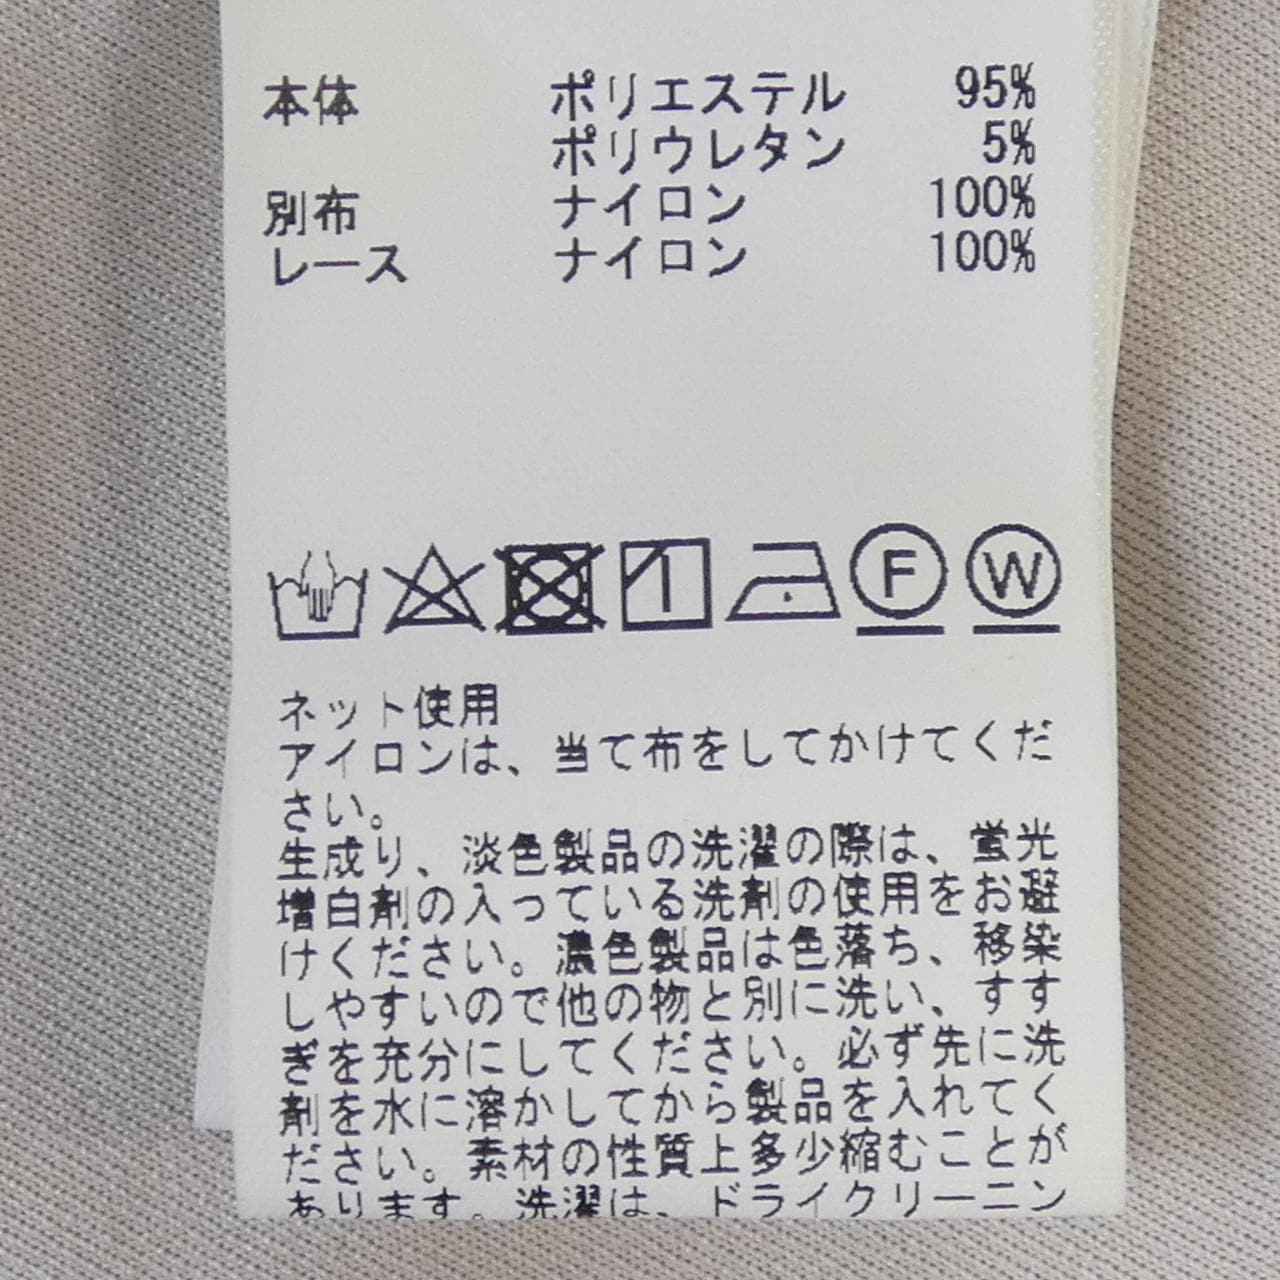 本体 ポリエステル 95%
ポリウレタン 5%
別布 ナイロン 100%
レース ナイロン 100%
F W
ネット使用
アイロンは、当て布をしてかけてくだ
さい。
生成り、淡色製品の洗濯の際は、蛍光
増白剤の入っている洗剤の使用をお避
けください。濃色製品は色落ち、移染
しやすいので他の物と別に洗い、すす
ぎを充分にしてください。必ず先に洗
剤を水に溶かしてから製品を入れてく
ださい。素材の性質上多少縮むことが
あります。洗濯は、ドライクリーニン